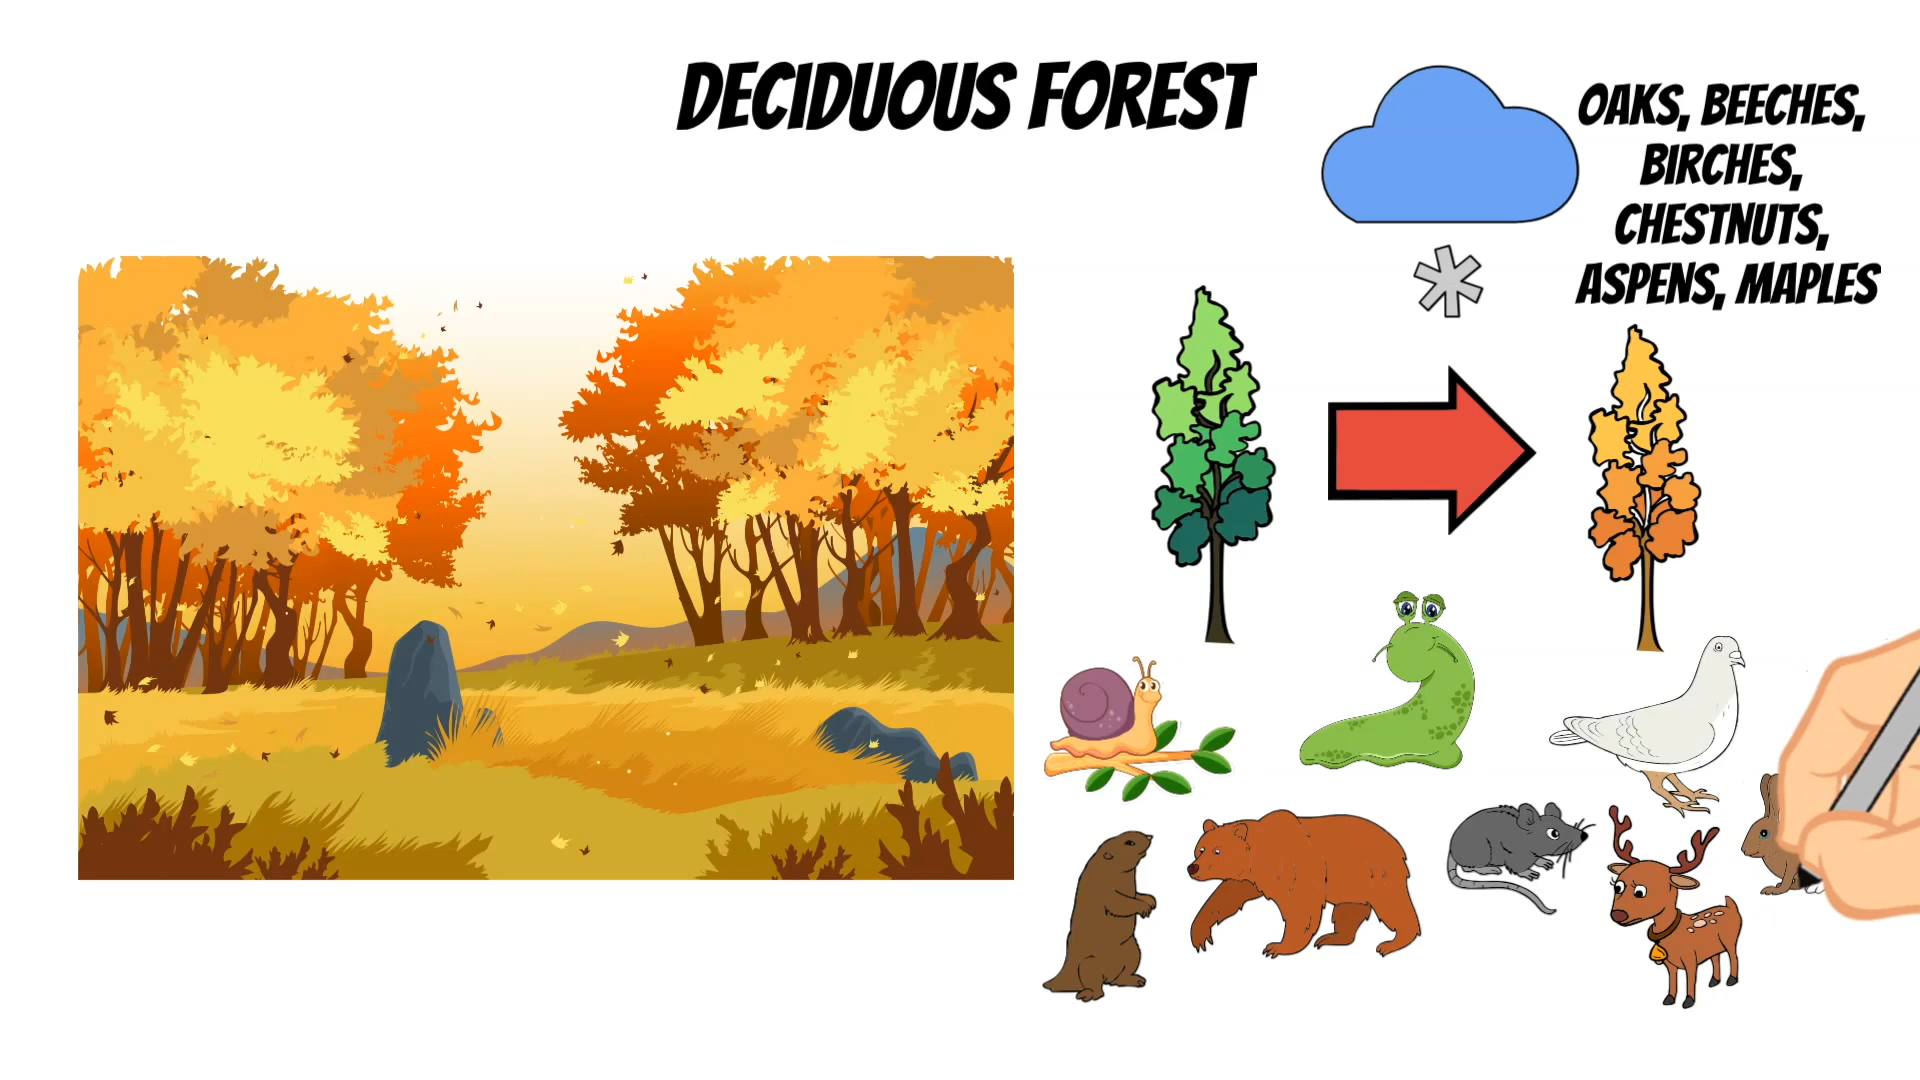 DECIDUOUS FOREST
OAKS, BEECHES,
BIRCHES,
CHESTNUTS,
ASPENS, MAPLES